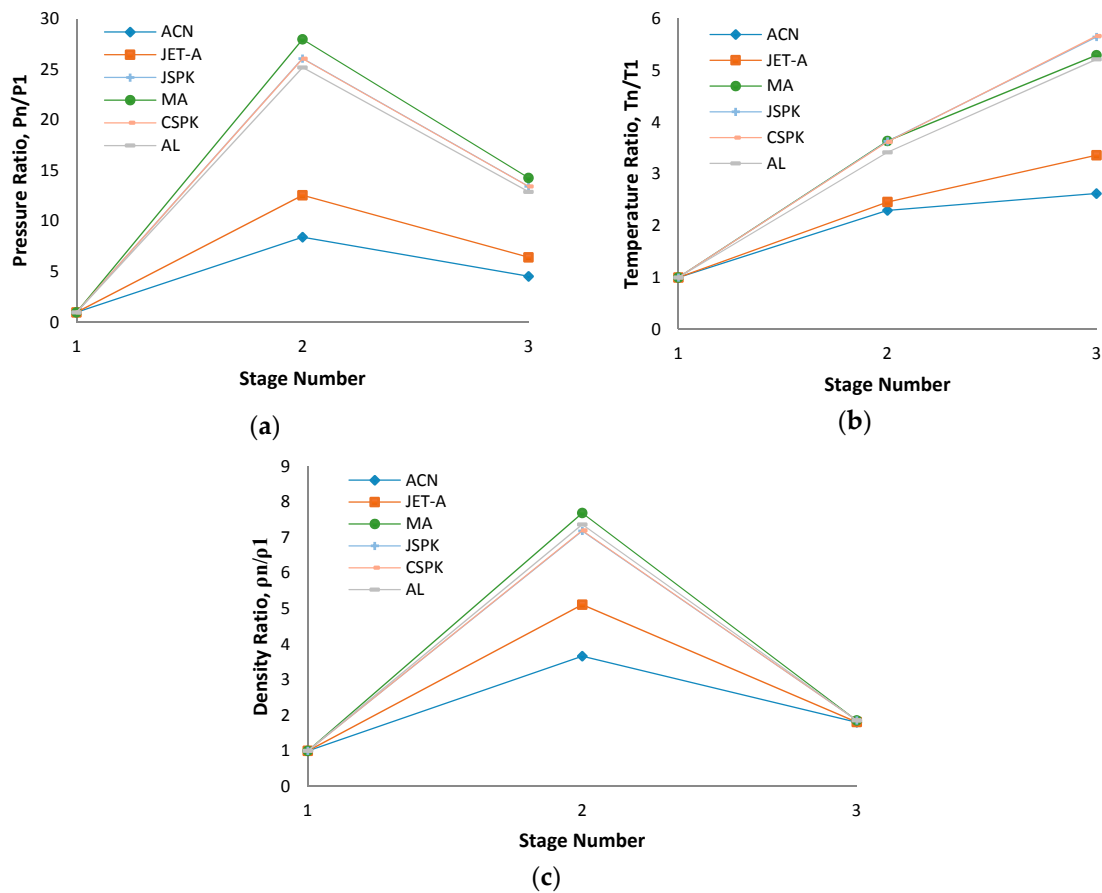 30
25
20
15
10
5
0
Pressure Ratio, Pn/P1
ACN
JET-A
JSPK
MA
CSPK
AL
1 2 3
Stage Number
(a)
6
5
4
3
2
1
0
Temperature Ratio, Tn/T1
ACN
JET-A
MA
JSPK
CSPK
AL
1 2 3
Stage Number
(b)
9
8
7
6
5
4
3
2
1
0
Density Ratio, ρn/ρ1
ACN
JET-A
MA
JSPK
CSPK
AL
1 2 3
Stage Number
(c)